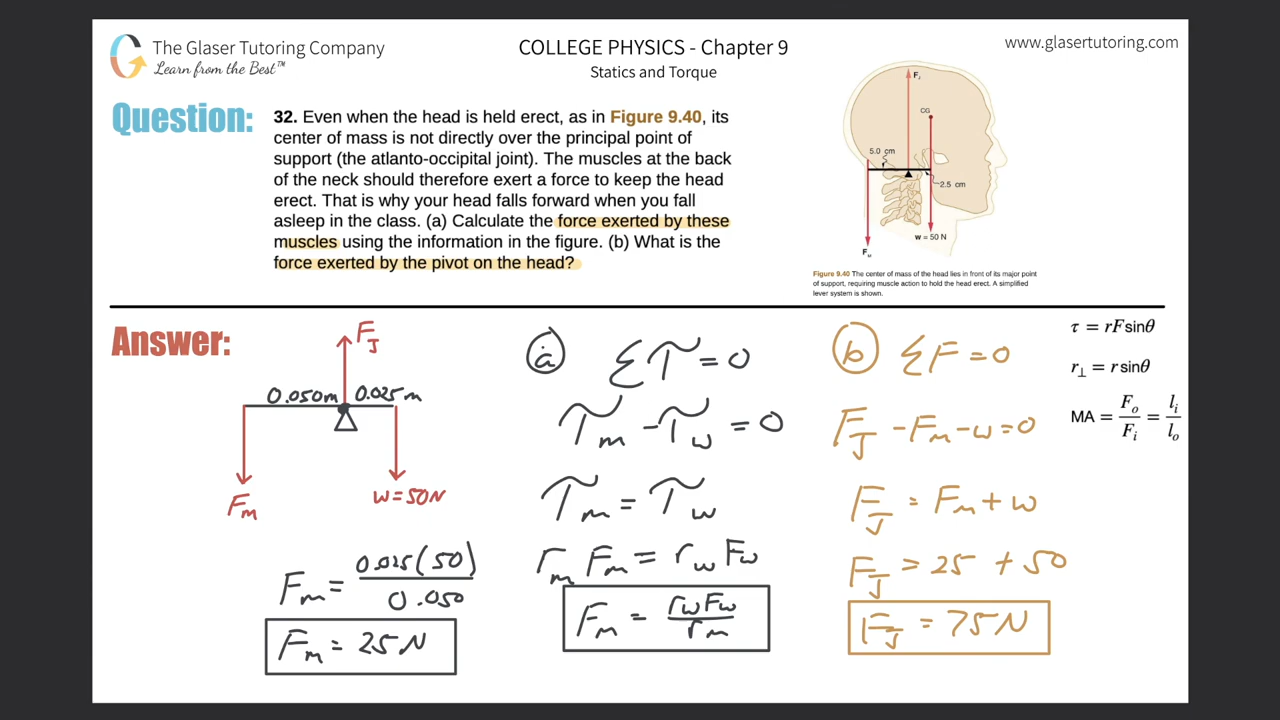 The Glaser Tutoring Company
Learn from the Best™
COLLEGE PHYSICS - Chapter 9
Statics and Torque
www.glasertutoring.com
Question:
32. Even when the head is held erect, as in Figure 9.40, its
center of mass is not directly over the principal point of
support (the atlanto-occipital joint). The muscles at the back
of the neck should therefore exert a force to keep the head
erect. That is why your head falls forward when you fall
asleep in the class. (a) Calculate the force exerted by these
muscles using the information in the figure. (b) What is the
force exerted by the pivot on the head?
F_J
CG
5.0 cm
2.5 cm
w = 50 N
F_M
Figure 9.40 The center of mass of the head lies in front of its major point
of support, requiring muscle action to hold the head erect. A simplified
lever system is shown.
Answer:
F_J
0.050m 0.025m
F_m
w = 50N
F_m = 0.025(50) / 0.050
F_m = 25N
a
Στ = 0
τ_m - τ_w = 0
τ_m = τ_w
r_m F_m = r_w F_w
F_m = r_w F_w / r_m
b
ΣF = 0
F_J - F_m - w = 0
F_J = F_m + w
F_J = 25 + 50
F_J = 75N
τ = rF sin θ
r⊥ = r sin θ
MA = F_o / F_i = l_i / l_o